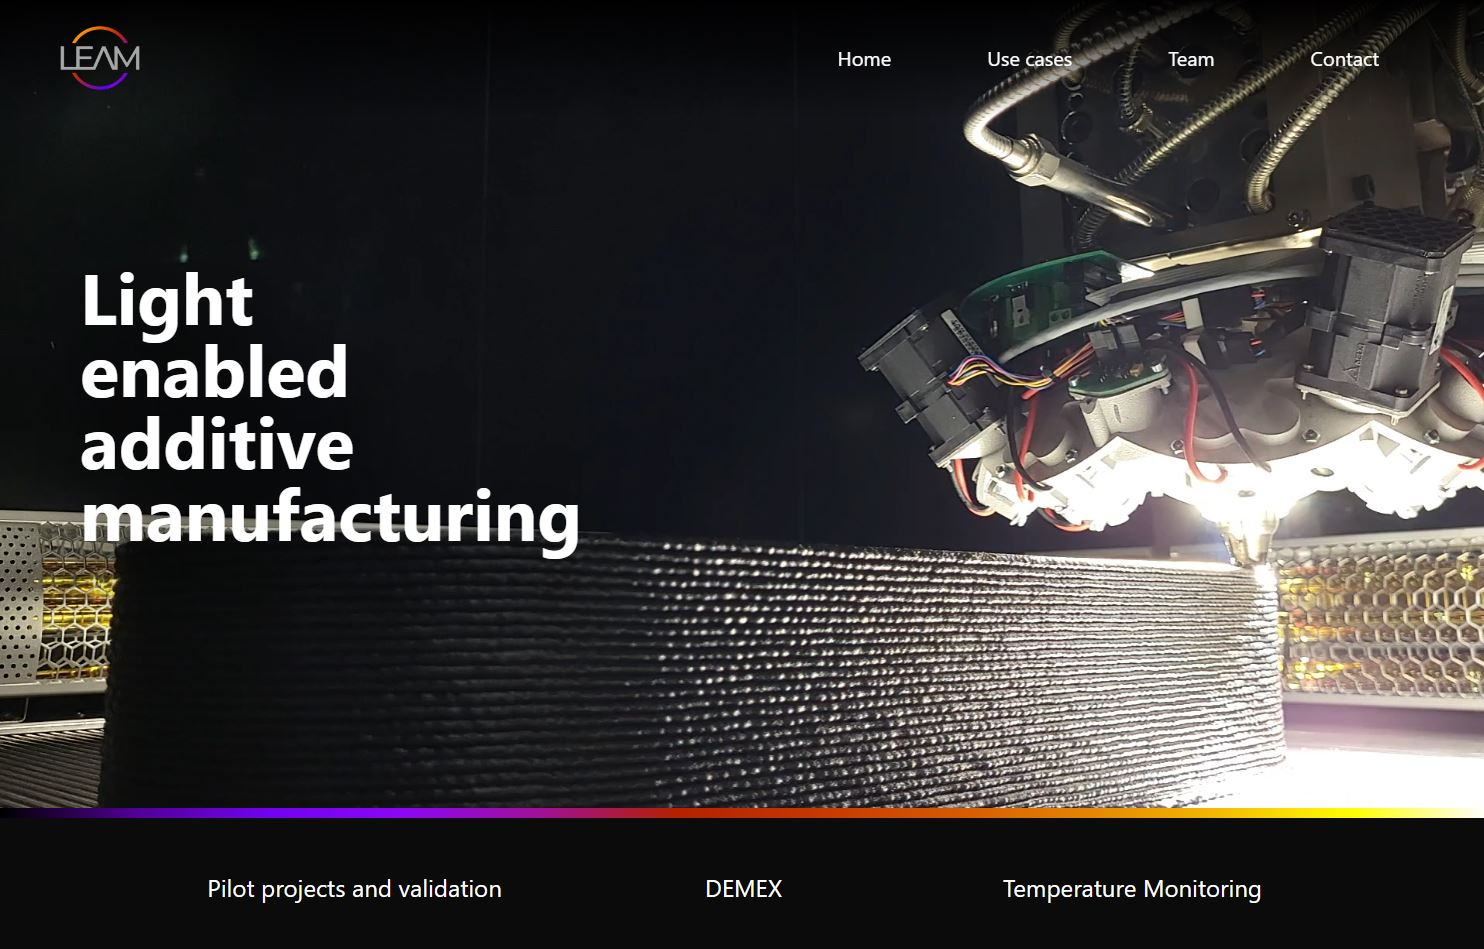 LEAM
Home
Use cases
Team
Contact
Light
enabled
additive
manufacturing
Pilot projects and validation
DEMEX
Temperature Monitoring